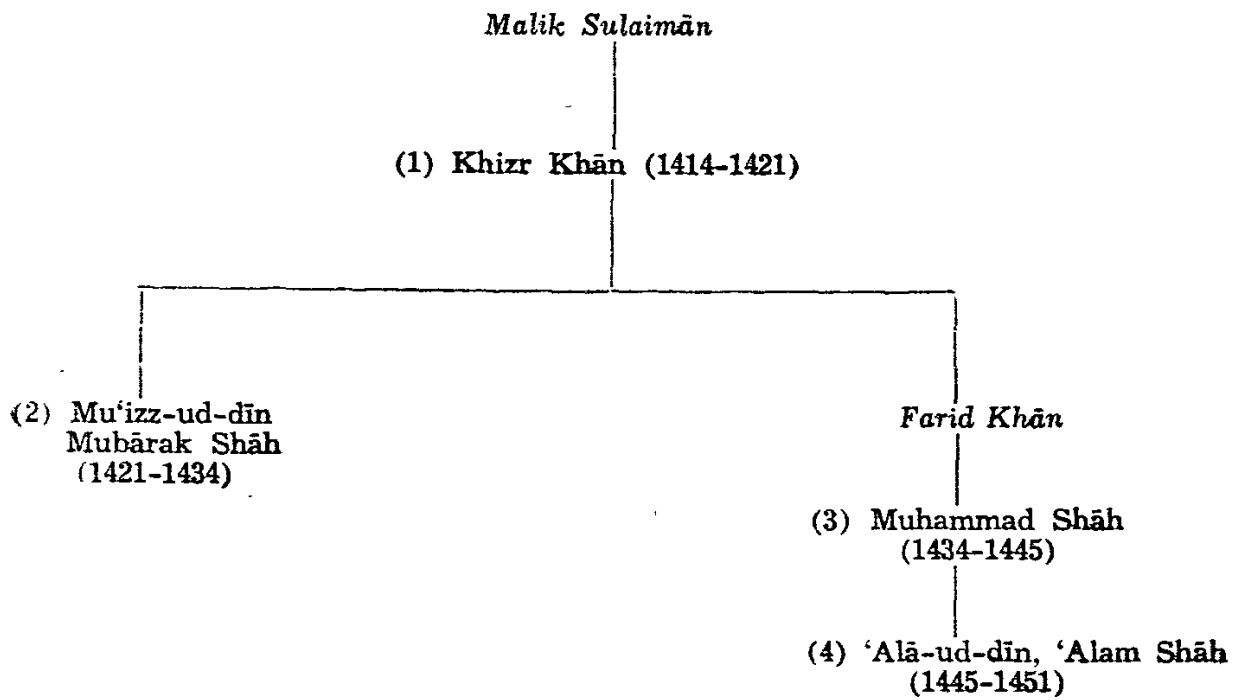 Malik Sulaimān
(1) Khizr Khān (1414-1421)
(2) Mu‘izz-ud-dīn
Mubārak Shāh
(1421-1434)
Farid Khān
(3) Muhammad Shāh
(1434-1445)
(4) ‘Alā-ud-dīn, ‘Alam Shāh
(1445-1451)